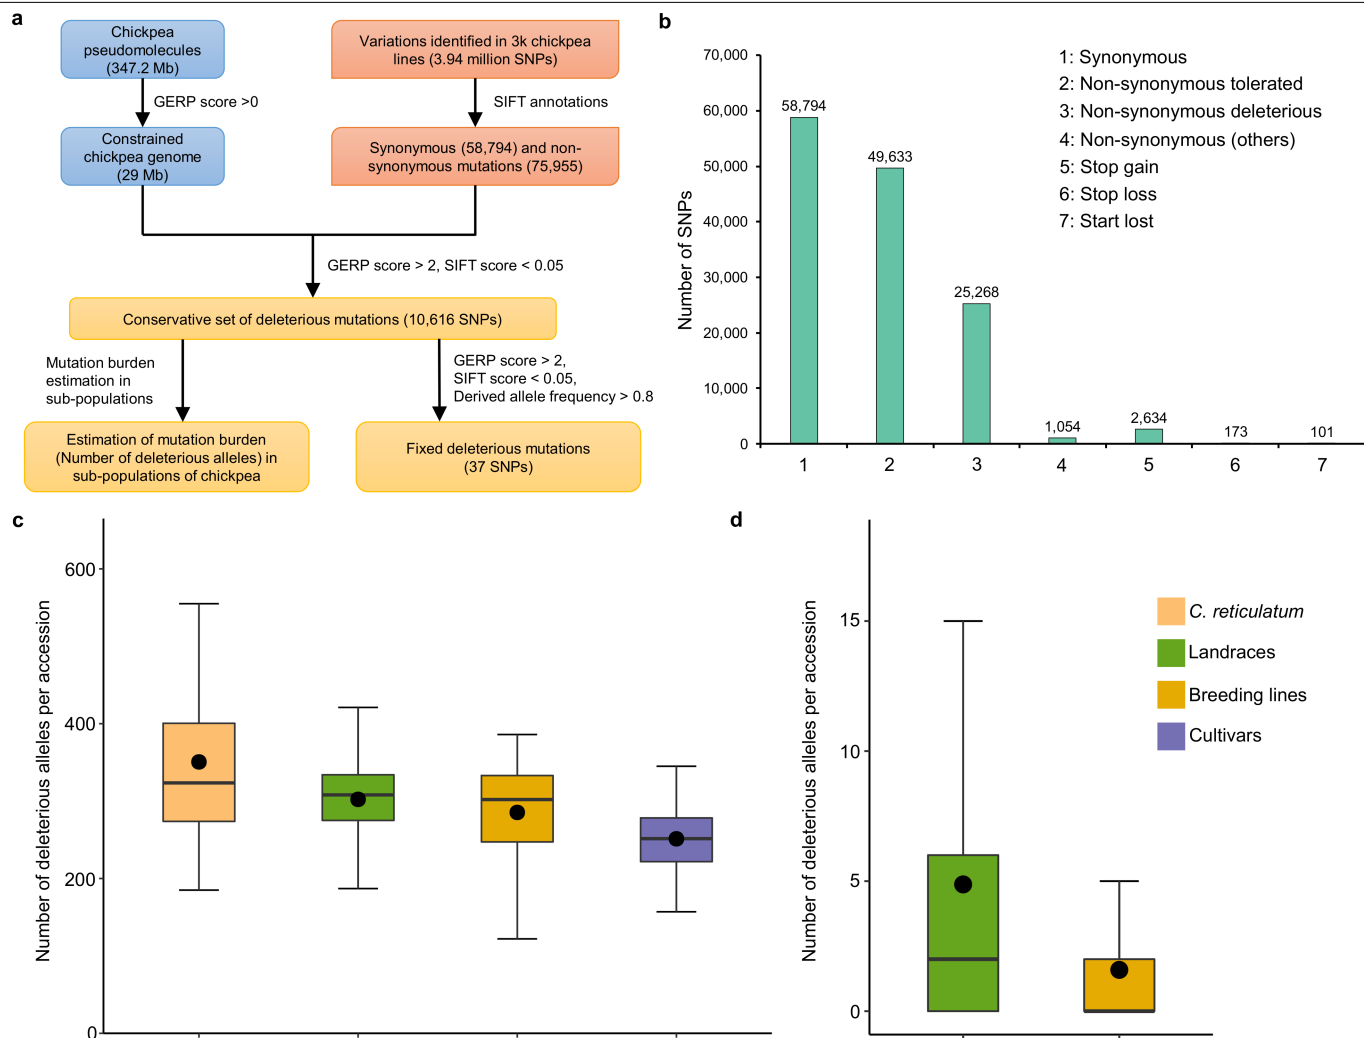 a
Chickpea
pseudomolecules
(347.2 Mb)
Variations identified in 3k chickpea
lines (3.94 million SNPs)
GERP score >0
SIFT annotations
Constrained
chickpea genome
(29 Mb)
Synonymous (58,794) and non-
synonymous mutations (75,955)
GERP score > 2, SIFT score < 0.05
Conservative set of deleterious mutations (10,616 SNPs)
Mutation burden
estimation in
sub-populations
GERP score > 2,
SIFT score < 0.05,
Derived allele frequency > 0.8
Estimation of mutation burden
(Number of deleterious alleles) in
sub-populations of chickpea
Fixed deleterious mutations
(37 SNPs)
b
Number of SNPs
70,000
60,000
50,000
40,000
30,000
20,000
10,000
0
58,794
49,633
25,268
1,054
2,634
173
101
1 2 3 4 5 6 7
1: Synonymous
2: Non-synonymous tolerated
3: Non-synonymous deleterious
4: Non-synonymous (others)
5: Stop gain
6: Stop loss
7: Start lost
c
Number of deleterious alleles per accession
600
400
200
0
d
Number of deleterious alleles per accession
15
10
5
0
C. reticulatum
Landraces
Breeding lines
Cultivars